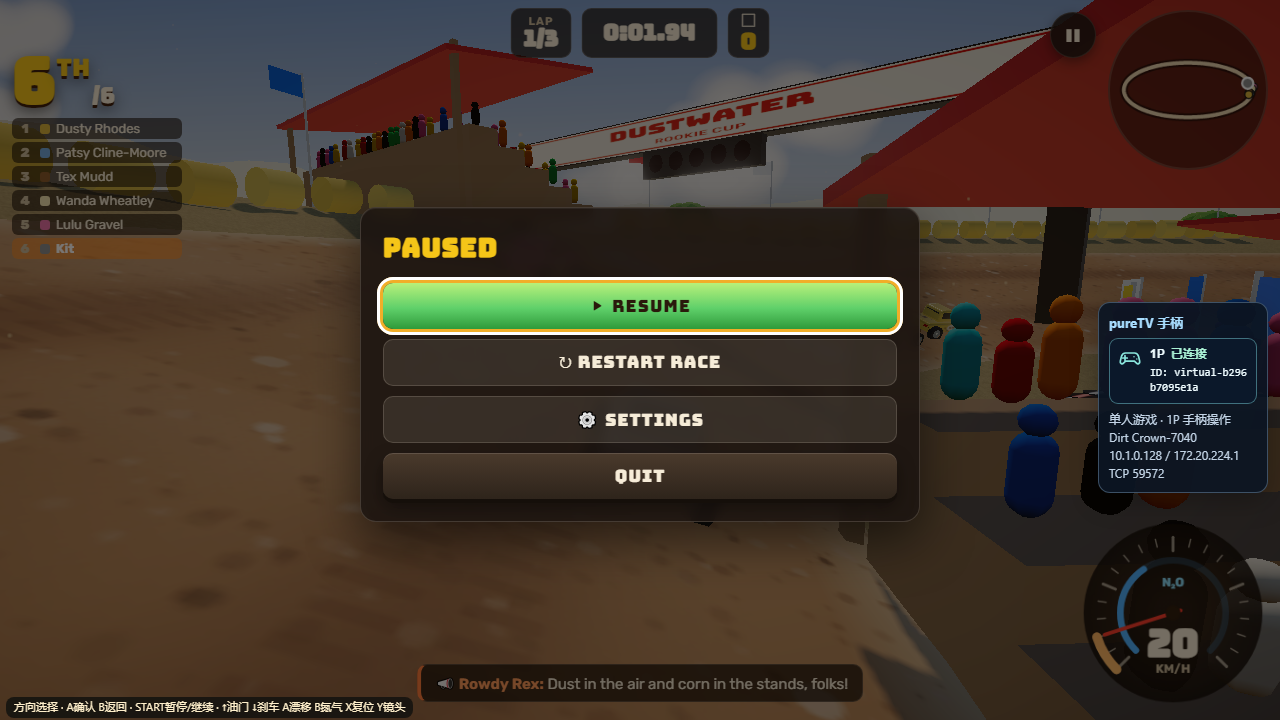 LAP
1/3
0:01.94
0
6TH
/6
1 Dusty Rhodes
2 Patsy Cline-Moore
3 Tex Mudd
4 Wanda Wheatley
5 Lulu Gravel
6 Kit
DUSTWATER
ROOKIE CUP
PAUSED
RESUME
↻ RESTART RACE
⚙ SETTINGS
QUIT
pureTV 手柄
1P 已连接
ID: virtual-b296
b7095e1a
单人游戏 · 1P 手柄操作
Dirt Crown-7040
10.1.0.128 / 172.20.224.1
TCP 59572
N₂O
20
KM/H
Rowdy Rex: Dust in the air and corn in the stands, folks!
方向选择 · A确认 B返回 · START暂停/继续 · ↑油门 ↓刹车 A漂移 B氮气 X复位 Y镜头